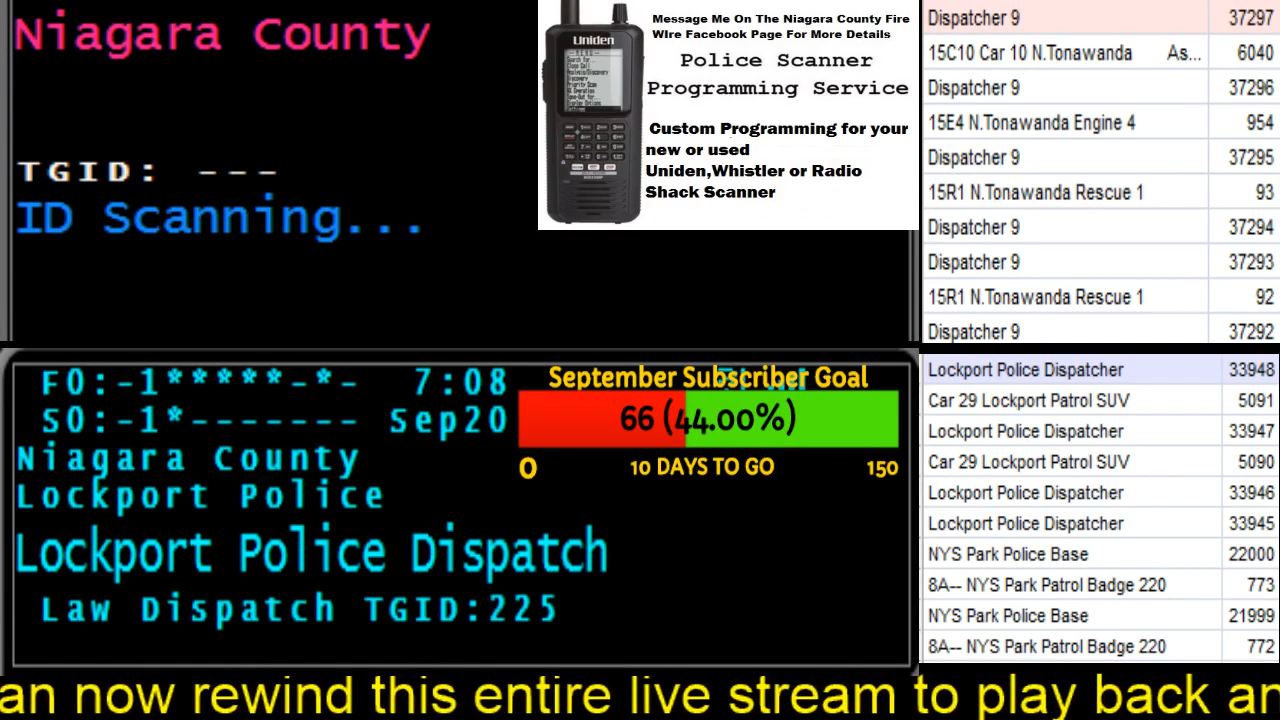 Niagara County
TGID: ---
ID Scanning...
Uniden
Message Me On The Niagara County Fire
WIre Facebook Page For More Details
Police Scanner
Programming Service
Custom Programming for your
new or used
Uniden,Whistler or Radio
Shack Scanner
Dispatcher 9 37297
15C10 Car 10 N.Tonawanda As... 6040
Dispatcher 9 37296
15E4 N.Tonawanda Engine 4 954
Dispatcher 9 37295
15R1 N.Tonawanda Rescue 1 93
Dispatcher 9 37294
Dispatcher 9 37293
15R1 N.Tonawanda Rescue 1 92
Dispatcher 9 37292
F0:-1*****-*- 7:08
S0:-1*------- Sep20
Niagara County
Lockport Police
Lockport Police Dispatch
Law Dispatch TGID:225
September Subscriber Goal
66 (44.00%)
0 10 DAYS TO GO 150
Lockport Police Dispatcher 33948
Car 29 Lockport Patrol SUV 5091
Lockport Police Dispatcher 33947
Car 29 Lockport Patrol SUV 5090
Lockport Police Dispatcher 33946
Lockport Police Dispatcher 33945
NYS Park Police Base 22000
8A-- NYS Park Patrol Badge 220 773
NYS Park Police Base 21999
8A-- NYS Park Patrol Badge 220 772
an now rewind this entire live stream to play back an